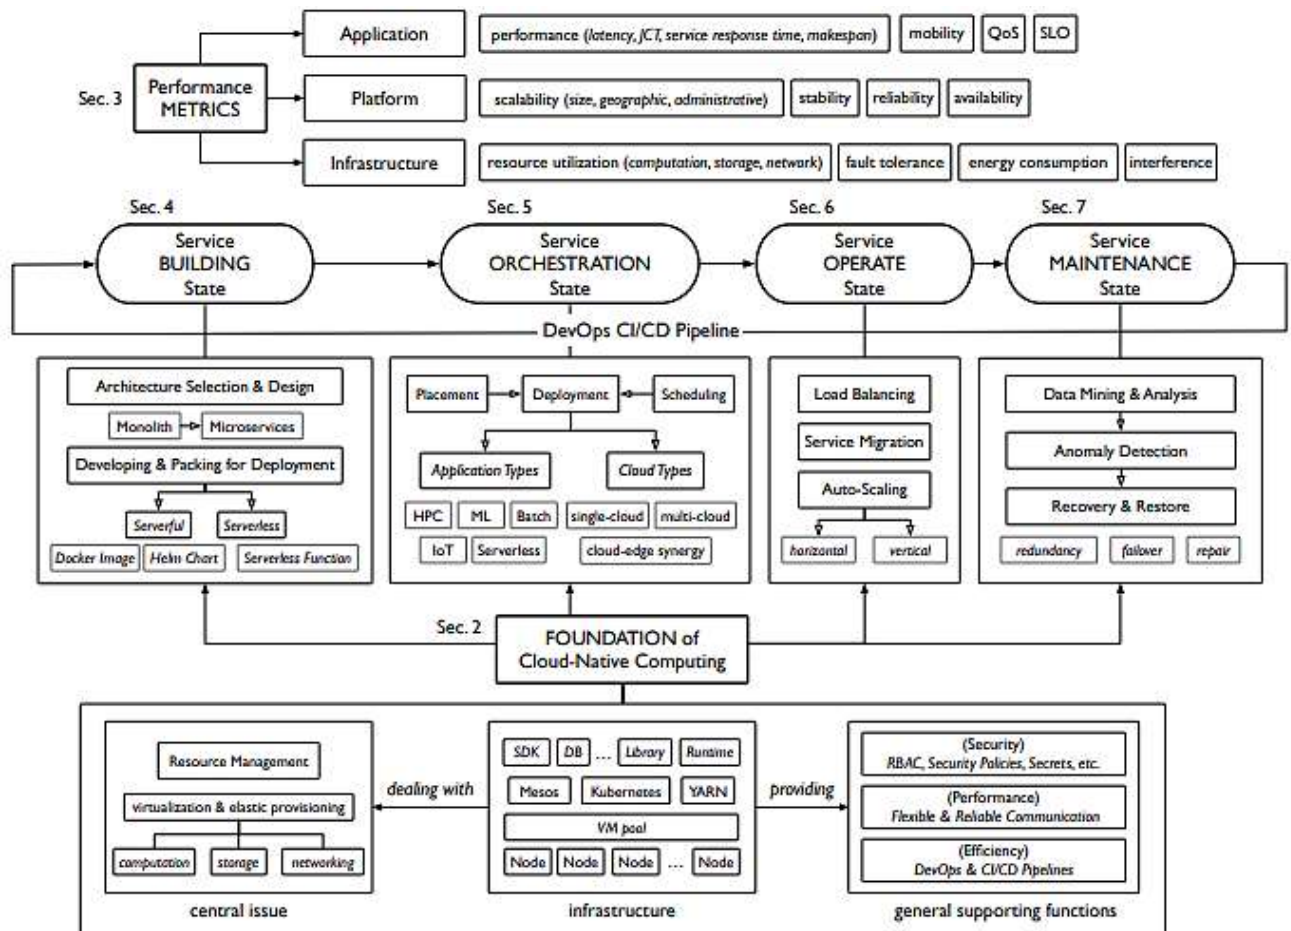 Application
performance (latency, JCT, service response time, makespan)
mobility
QoS
SLO
Sec. 3
Performance
METRICS
Platform
scalability (size, geographic, administrative)
stability
reliability
availability
Infrastructure
resource utilization (computation, storage, network)
fault tolerance
energy consumption
interference
Sec. 4
Service
BUILDING
State
Sec. 5
Service
ORCHESTRATION
State
Sec. 6
Service
OPERATE
State
Sec. 7
Service
MAINTENANCE
State
DevOps CI/CD Pipeline
Architecture Selection & Design
Monolith
Microservices
Developing & Packing for Deployment
Serverful
Serverless
Docker Image
Helm Chart
Serverless Function
Placement
Deployment
Scheduling
Application Types
Cloud Types
HPC
ML
Batch
single-cloud
multi-cloud
IoT
Serverless
cloud-edge synergy
Load Balancing
Service Migration
Auto-Scaling
horizontal
vertical
Data Mining & Analysis
Anomaly Detection
Recovery & Restore
redundancy
failover
repair
Sec. 2
FOUNDATION of
Cloud-Native Computing
Resource Management
virtualization & elastic provisioning
computation
storage
networking
central issue
dealing with
SDK
DB
...
Library
Runtime
Mesos
Kubernetes
YARN
VM pool
Node
Node
Node
...
Node
infrastructure
providing
(Security)
RBAC, Security Policies, Secrets, etc.
(Performance)
Flexible & Reliable Communication
(Efficiency)
DevOps & CI/CD Pipelines
general supporting functions